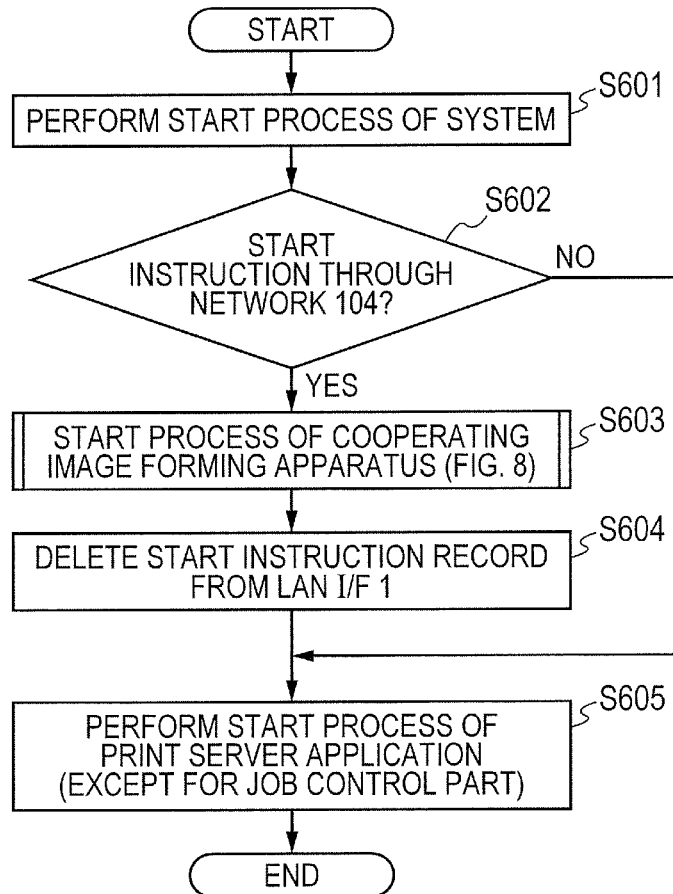 START
S601
PERFORM START PROCESS OF SYSTEM
S602
START
INSTRUCTION THROUGH
NETWORK 104?
NO
YES
S603
START PROCESS OF COOPERATING
IMAGE FORMING APPARATUS (FIG. 8)
S604
DELETE START INSTRUCTION RECORD
FROM LAN I/F 1
S605
PERFORM START PROCESS OF
PRINT SERVER APPLICATION
(EXCEPT FOR JOB CONTROL PART)
END